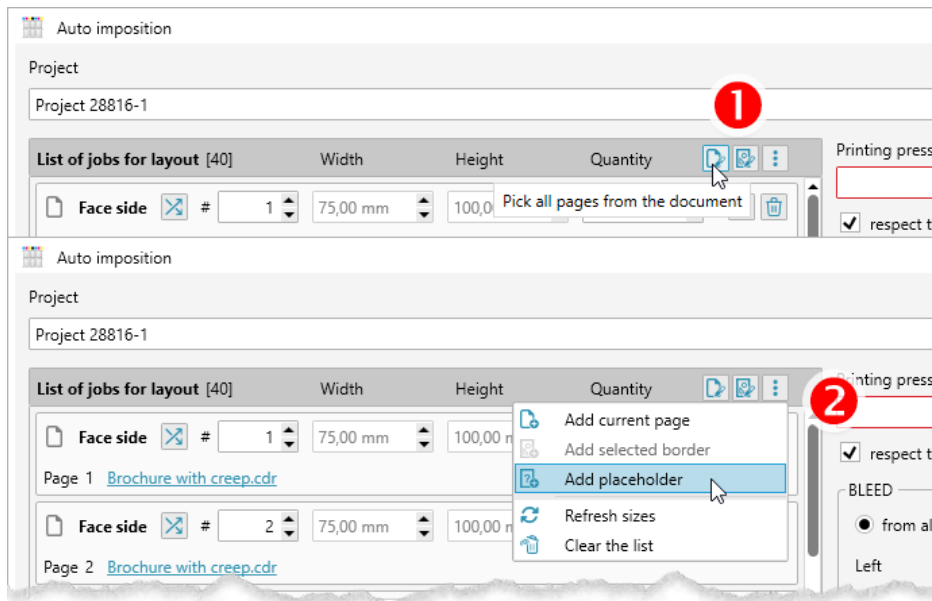 Auto imposition
Project
Project 28816-1
1
List of jobs for layout [40] Width Height Quantity
Printing press
Face side # 1 75,00 mm
Pick all pages from the document
respect t
Auto imposition
Project
Project 28816-1
List of jobs for layout [40] Width Height Quantity
2
Face side # 1 75,00 mm 100,00 m
Page 1 Brochure with creep.cdr
Face side # 2 75,00 mm 100,00 m
Page 2 Brochure with creep.cdr
Add current page
Add selected border
Add placeholder
Refresh sizes
Clear the list
inting press
respect t
BLEED
from al
Left